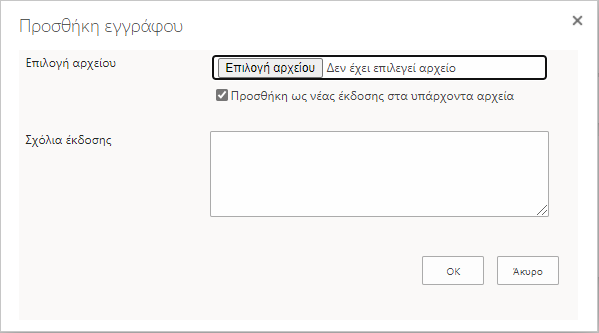 Προσθήκη εγγράφου
Επιλογή αρχείου
Επιλογή αρχείου Δεν έχει επιλεγεί αρχείο
Προσθήκη ως νέας έκδοσης στα υπάρχοντα αρχεία
Σχόλια έκδοσης
OK Άκυρο